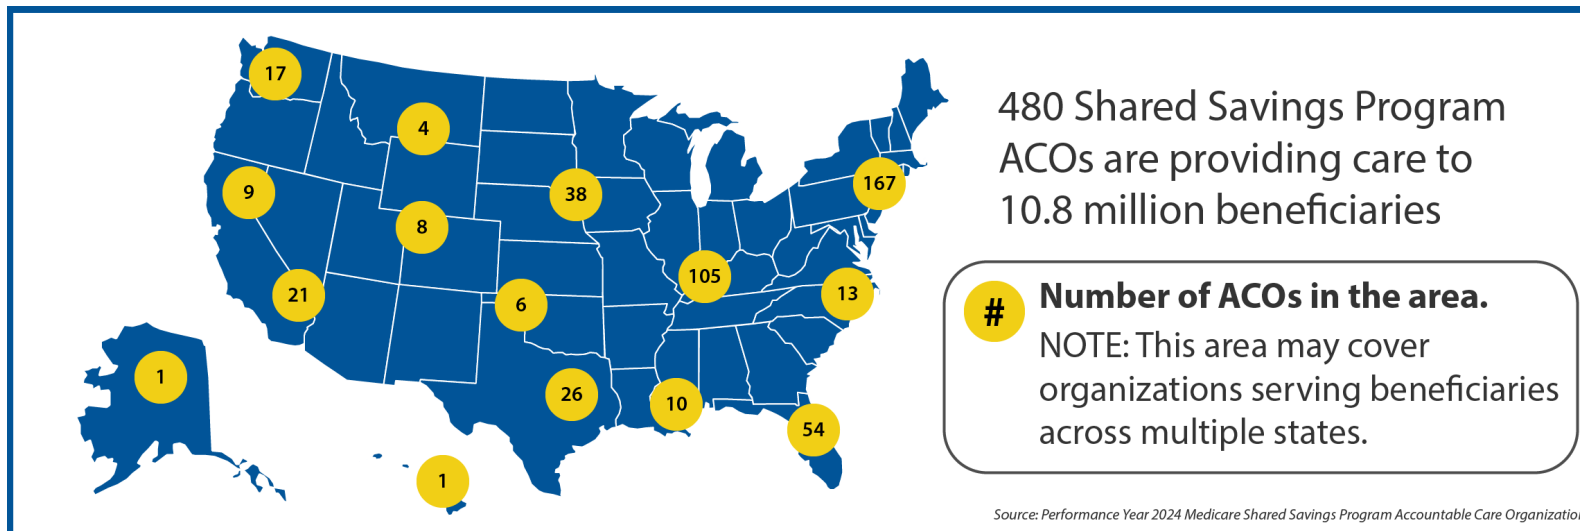 17
4
9
38
167
8
21
105
6
13
1
26
10
54
1
480 Shared Savings Program
ACOs are providing care to
10.8 million beneficiaries
# Number of ACOs in the area.
NOTE: This area may cover
organizations serving beneficiaries
across multiple states.
Source: Performance Year 2024 Medicare Shared Savings Program Accountable Care Organization